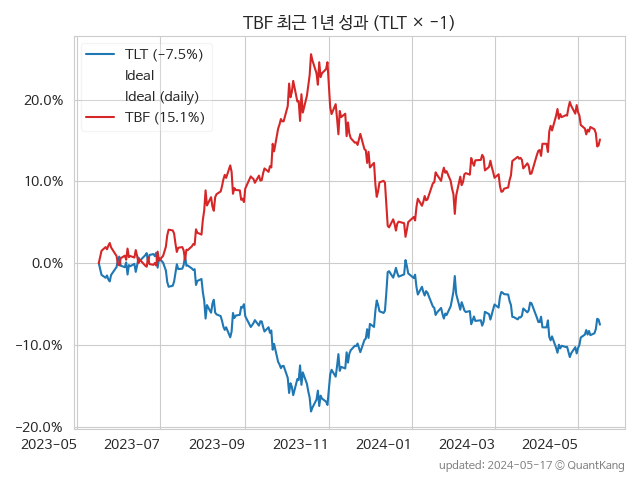 TBF 최근 1년 성과 (TLT × -1)
TLT (-7.5%)
Ideal
Ideal (daily)
TBF (15.1%)
20.0%
10.0%
0.0%
-10.0%
-20.0%
2023-05 2023-07 2023-09 2023-11 2024-01 2024-03 2024-05
updated: 2024-05-17 © QuantKang